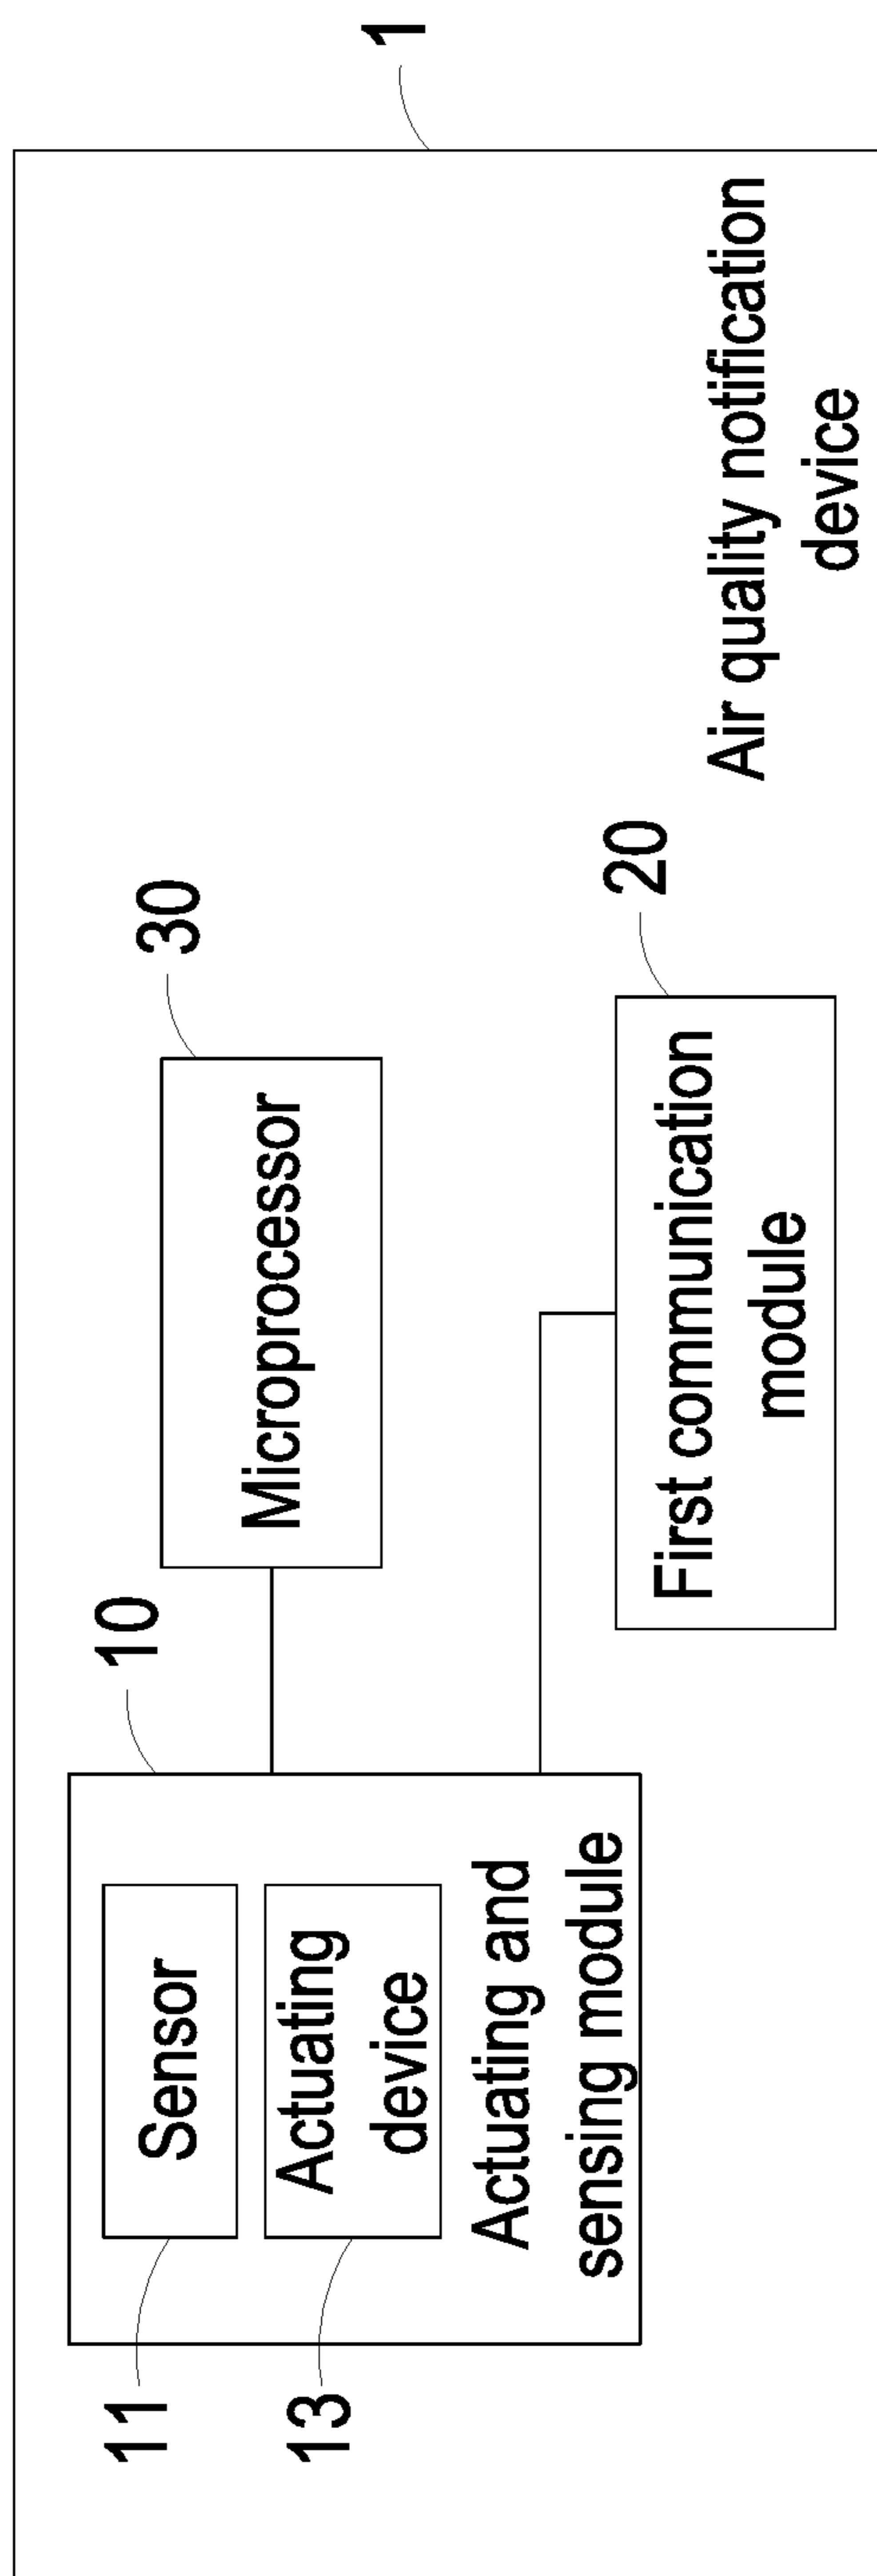 1
10
30
11
Sensor
Microprocessor
13
Actuating
device
20
Actuating and
sensing module
First communication
module
Air quality notification
device